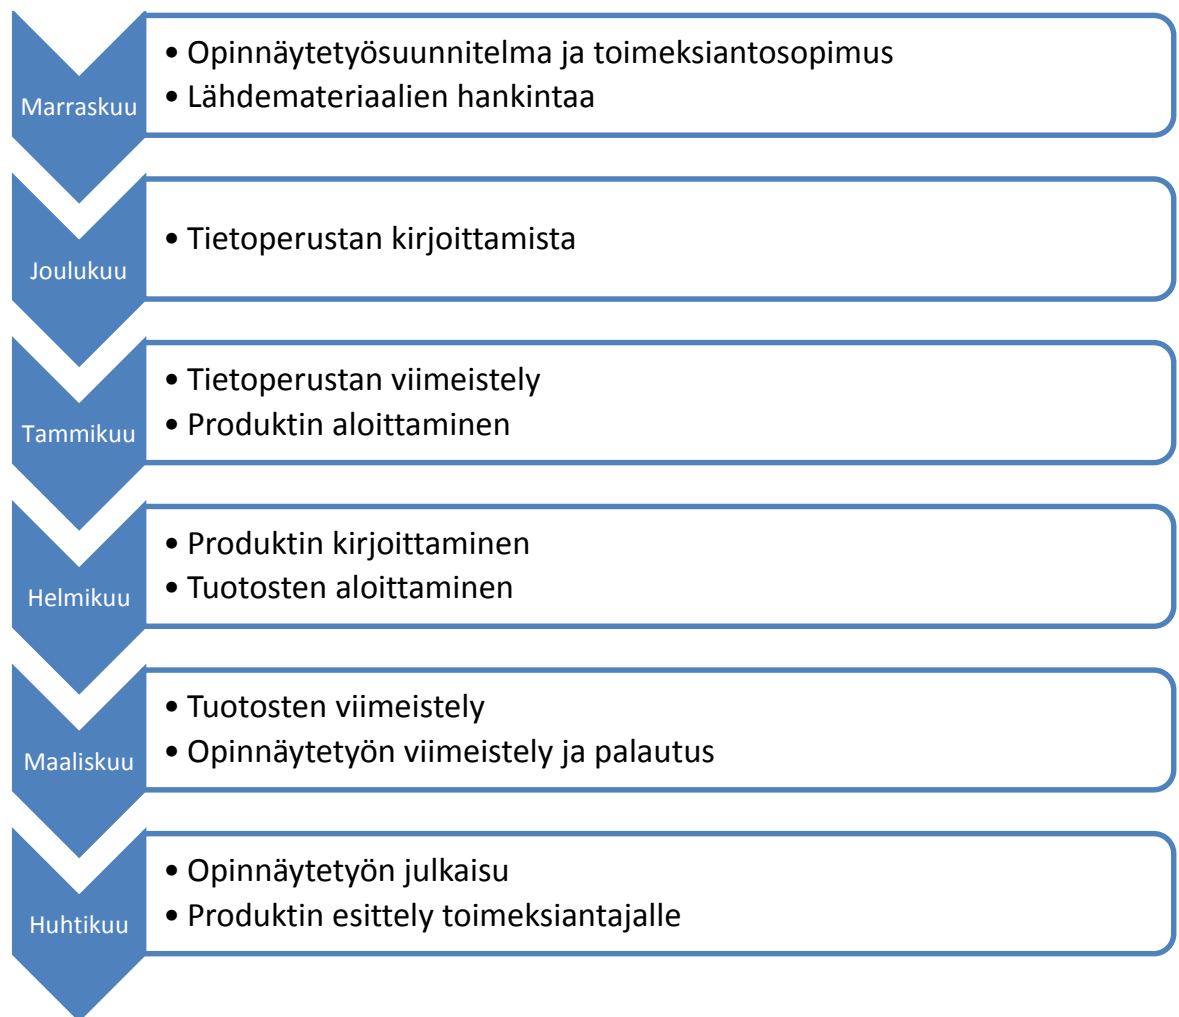 Marraskuu
• Opinnäytetyösuunnitelma ja toimeksiantosopimus
• Lähdemateriaalien hankintaa
Joulukuu
• Tietoperustan kirjoittamista
Tammikuu
• Tietoperustan viimeistely
• Produktin aloittaminen
Helmikuu
• Produktin kirjoittaminen
• Tuotosten aloittaminen
Maaliskuu
• Tuotosten viimeistely
• Opinnäytetyön viimeistely ja palautus
Huhtikuu
• Opinnäytetyön julkaisu
• Produktin esittely toimeksiantajalle